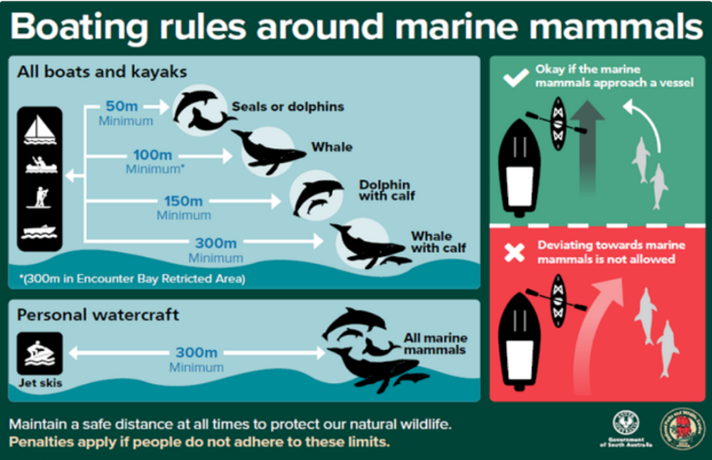 Boating rules around marine mammals
All boats and kayaks
50m
Minimum
Seals or dolphins
100m
Minimum*
Whale
150m
Minimum
Dolphin
with calf
300m
Minimum
Whale
with calf
*(300m in Encounter Bay Retricted Area)
Personal watercraft
Jet skis
300m
Minimum
All marine
mammals
Okay if the marine
mammals approach a vessel
Deviating towards marine
mammals is not allowed
Maintain a safe distance at all times to protect our natural wildlife.
Penalties apply if people do not adhere to these limits.
Government
of South Australia